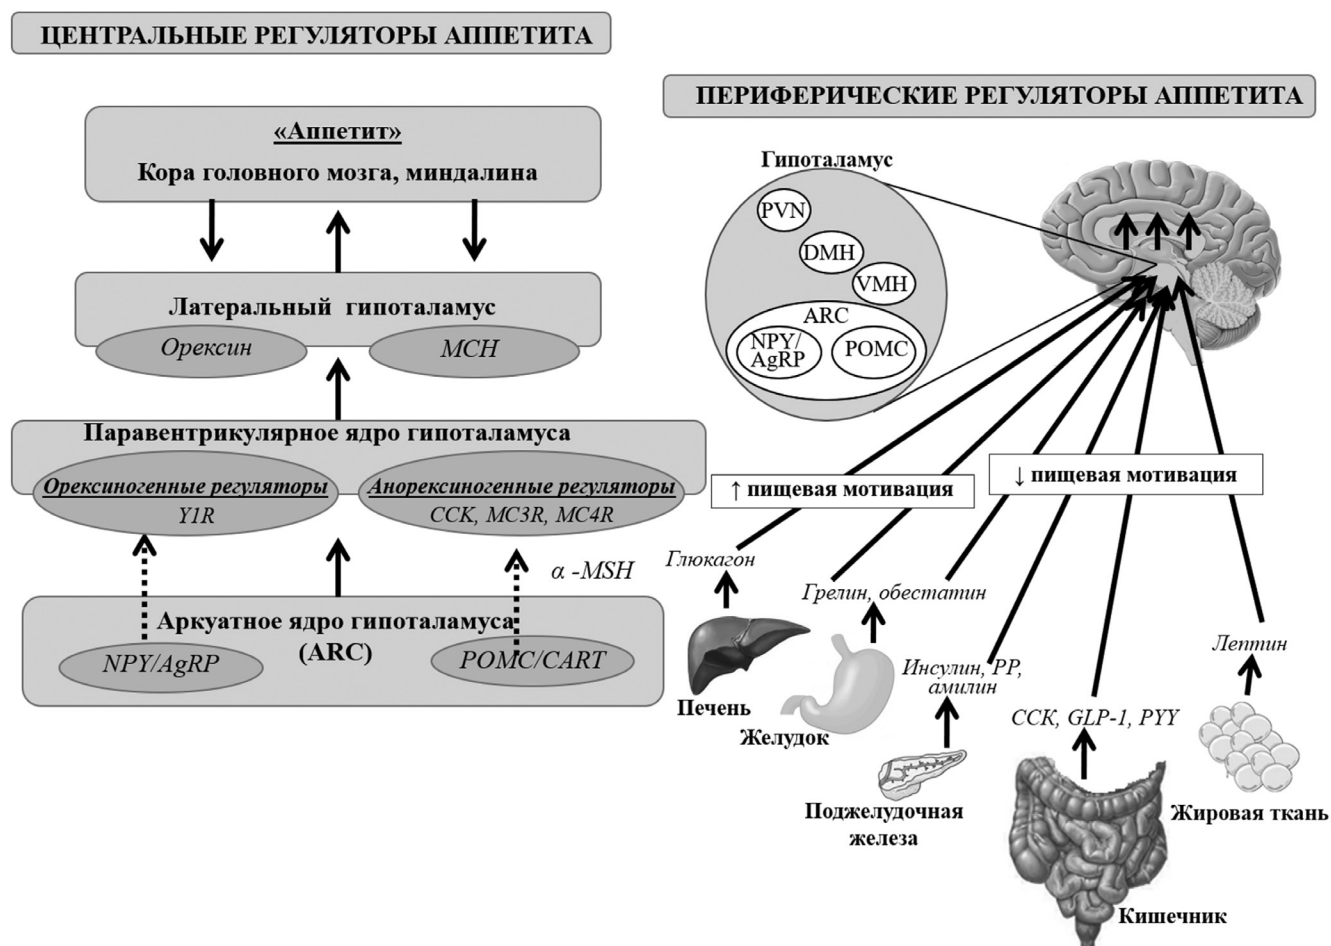 ЦЕНТРАЛЬНЫЕ РЕГУЛЯТОРЫ АППЕТИТА
«Аппетит»
Кора головного мозга, миндалина
Латеральный гипоталамус
Орексин
MCH
Паравентрикулярное ядро гипоталамуса
Орексиногенные регуляторы
Y1R
Анорексиногенные регуляторы
CCK, MC3R, MC4R
α -MSH
Аркуатное ядро гипоталамуса
(ARC)
NPY/AgRP
POMC/CART
ПЕРИФЕРИЧЕСКИЕ РЕГУЛЯТОРЫ АППЕТИТА
Гипоталамус
PVN
DMH
VMH
ARC
NPY/
AgRP
POMC
↑ пищевая мотивация
↓ пищевая мотивация
Глюкагон
Грелин, обестатин
Инсулин, PP,
амилин
CCK, GLP-1, PYY
Лептин
Печень
Желудок
Поджелудочная
железа
Кишечник
Жировая ткань